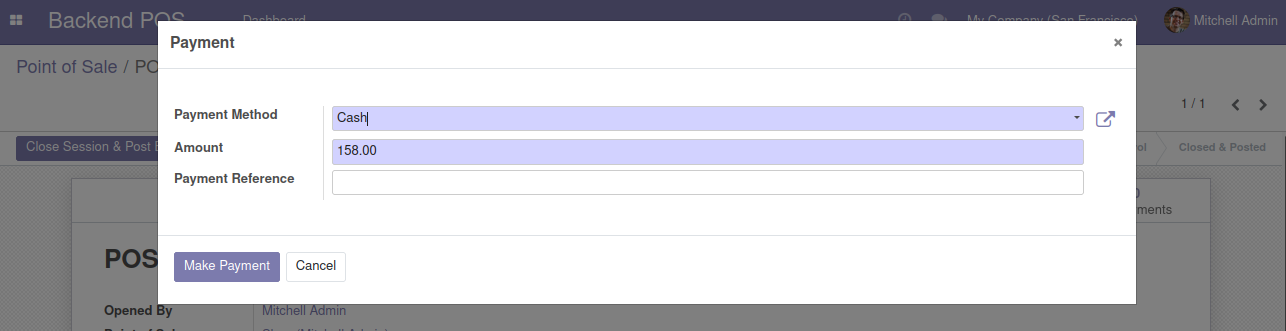 Backend POS Dashboard My Company (San Francisco) Mitchell Admin
Payment ×
Point of Sale /
1 / 1
Payment Method Cash
Close Session & Post
Amount 158.00
Closed & Posted
Payment Reference
POS
Make Payment Cancel
Opened By Mitchell Admin